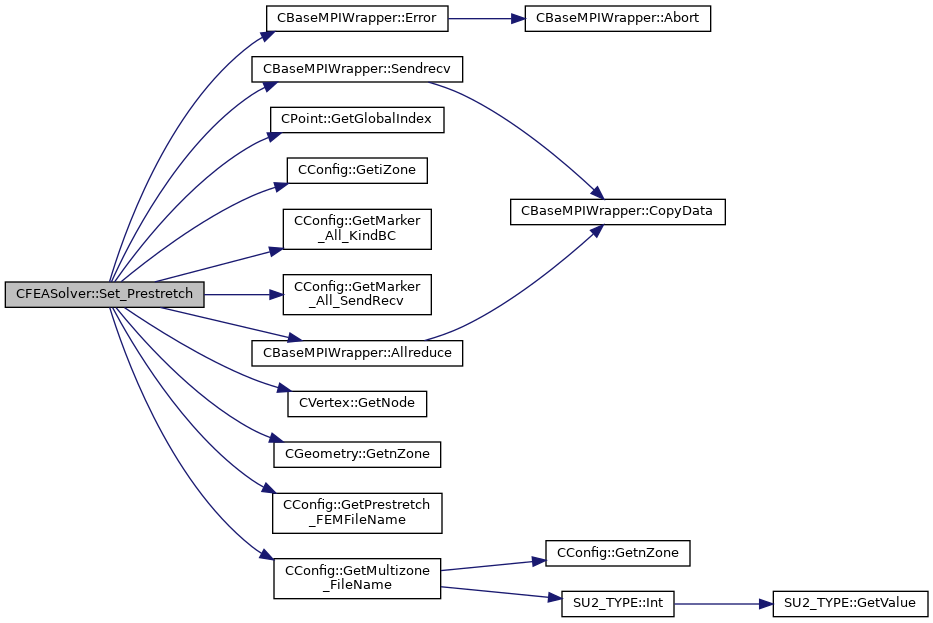 CFEASolver::Set_Prestretch
CBaseMPIWrapper::Error
CBaseMPIWrapper::Abort
CBaseMPIWrapper::Sendrecv
CPoint::GetGlobalIndex
CConfig::GetiZone
CBaseMPIWrapper::CopyData
CConfig::GetMarker
_All_KindBC
CConfig::GetMarker
_All_SendRecv
CBaseMPIWrapper::Allreduce
CVertex::GetNode
CGeometry::GetnZone
CConfig::GetPrestretch
_FEMFileName
CConfig::GetMultizone
_FileName
CConfig::GetnZone
SU2_TYPE::Int
SU2_TYPE::GetValue